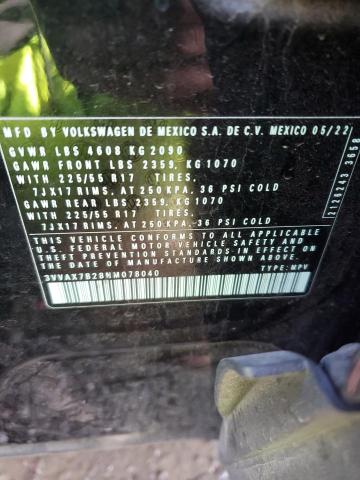 MFD BY VOLKSWAGEN DE MEXICO S.A. DE C.V. MEXICO 05/22
GVWR LBS 4608 KG 2090
GAWR FRONT LBS 2359, KG 1070
WITH 225/55 R17 TIRES,
7JX17 RIMS, AT 250 KPA, 36 PSI COLD
GAWR REAR LBS 2359, KG 1070
WITH 225/55 R17 TIRES,
7JX17 RIMS, AT 250 KPA, 36 PSI COLD
THIS VEHICLE CONFORMS TO ALL APPLICABLE
U.S. FEDERAL MOTOR VEHICLE SAFETY AND
THEFT PREVENTION STANDARDS IN EFFECT ON
THE DATE OF MANUFACTURE SHOWN ABOVE.
3VVAX7B28NM078040 TYPE: MPV
2126243 3658